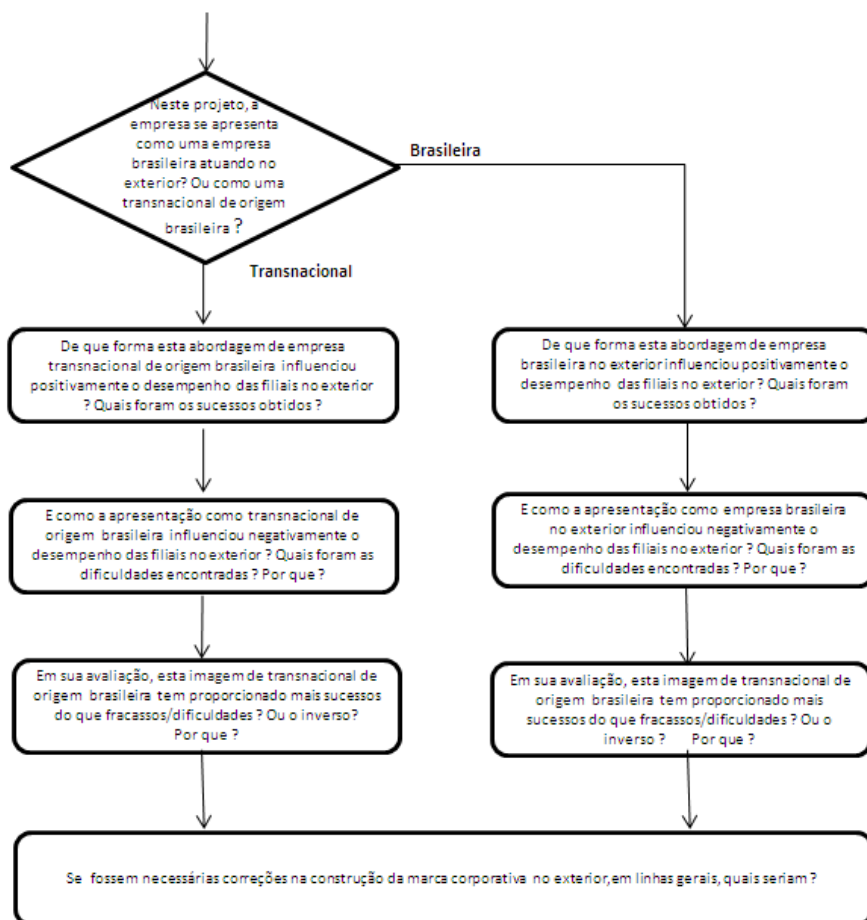 Neste projeto, a
empresa se apresenta
como uma empresa
brasileira atuando no
exterior? Ou como uma
transnacional de origem
brasileira ?
Brasileira
Transnacional
De que forma esta abordagem de empresa
transnacional de origem brasileira influenciou
positivamente o desempenho das filiais no exterior
? Quais foram os sucessos obtidos ?
De que forma esta abordagem de empresa
brasileira no exterior influenciou positivamente o
desempenho das filiais no exterior ? Quais foram
os sucessos obtidos ?
E como a apresentação como transnacional de
origem brasileira influenciou negativamente o
desempenho das filiais no exterior ? Quais foram as
dificuldades encontradas ? Por que ?
E como a apresentação como empresa brasileira
no exterior influenciou negativamente o
desempenho das filiais no exterior ? Quais foram as
dificuldades encontradas ? Por que ?
Em sua avaliação, esta imagem de transnacional de
origem brasileira tem proporcionado mais sucessos
do que fracassos/dificuldades ? Ou o inverso?
Por que ?
Em sua avaliação, esta imagem de transnacional de
origem brasileira tem proporcionado mais
sucessos do que fracassos/dificuldades ? Ou o
inverso ? Por que ?
Se fossem necessárias correções na construção da marca corporativa no exterior,em linhas gerais, quais seriam ?